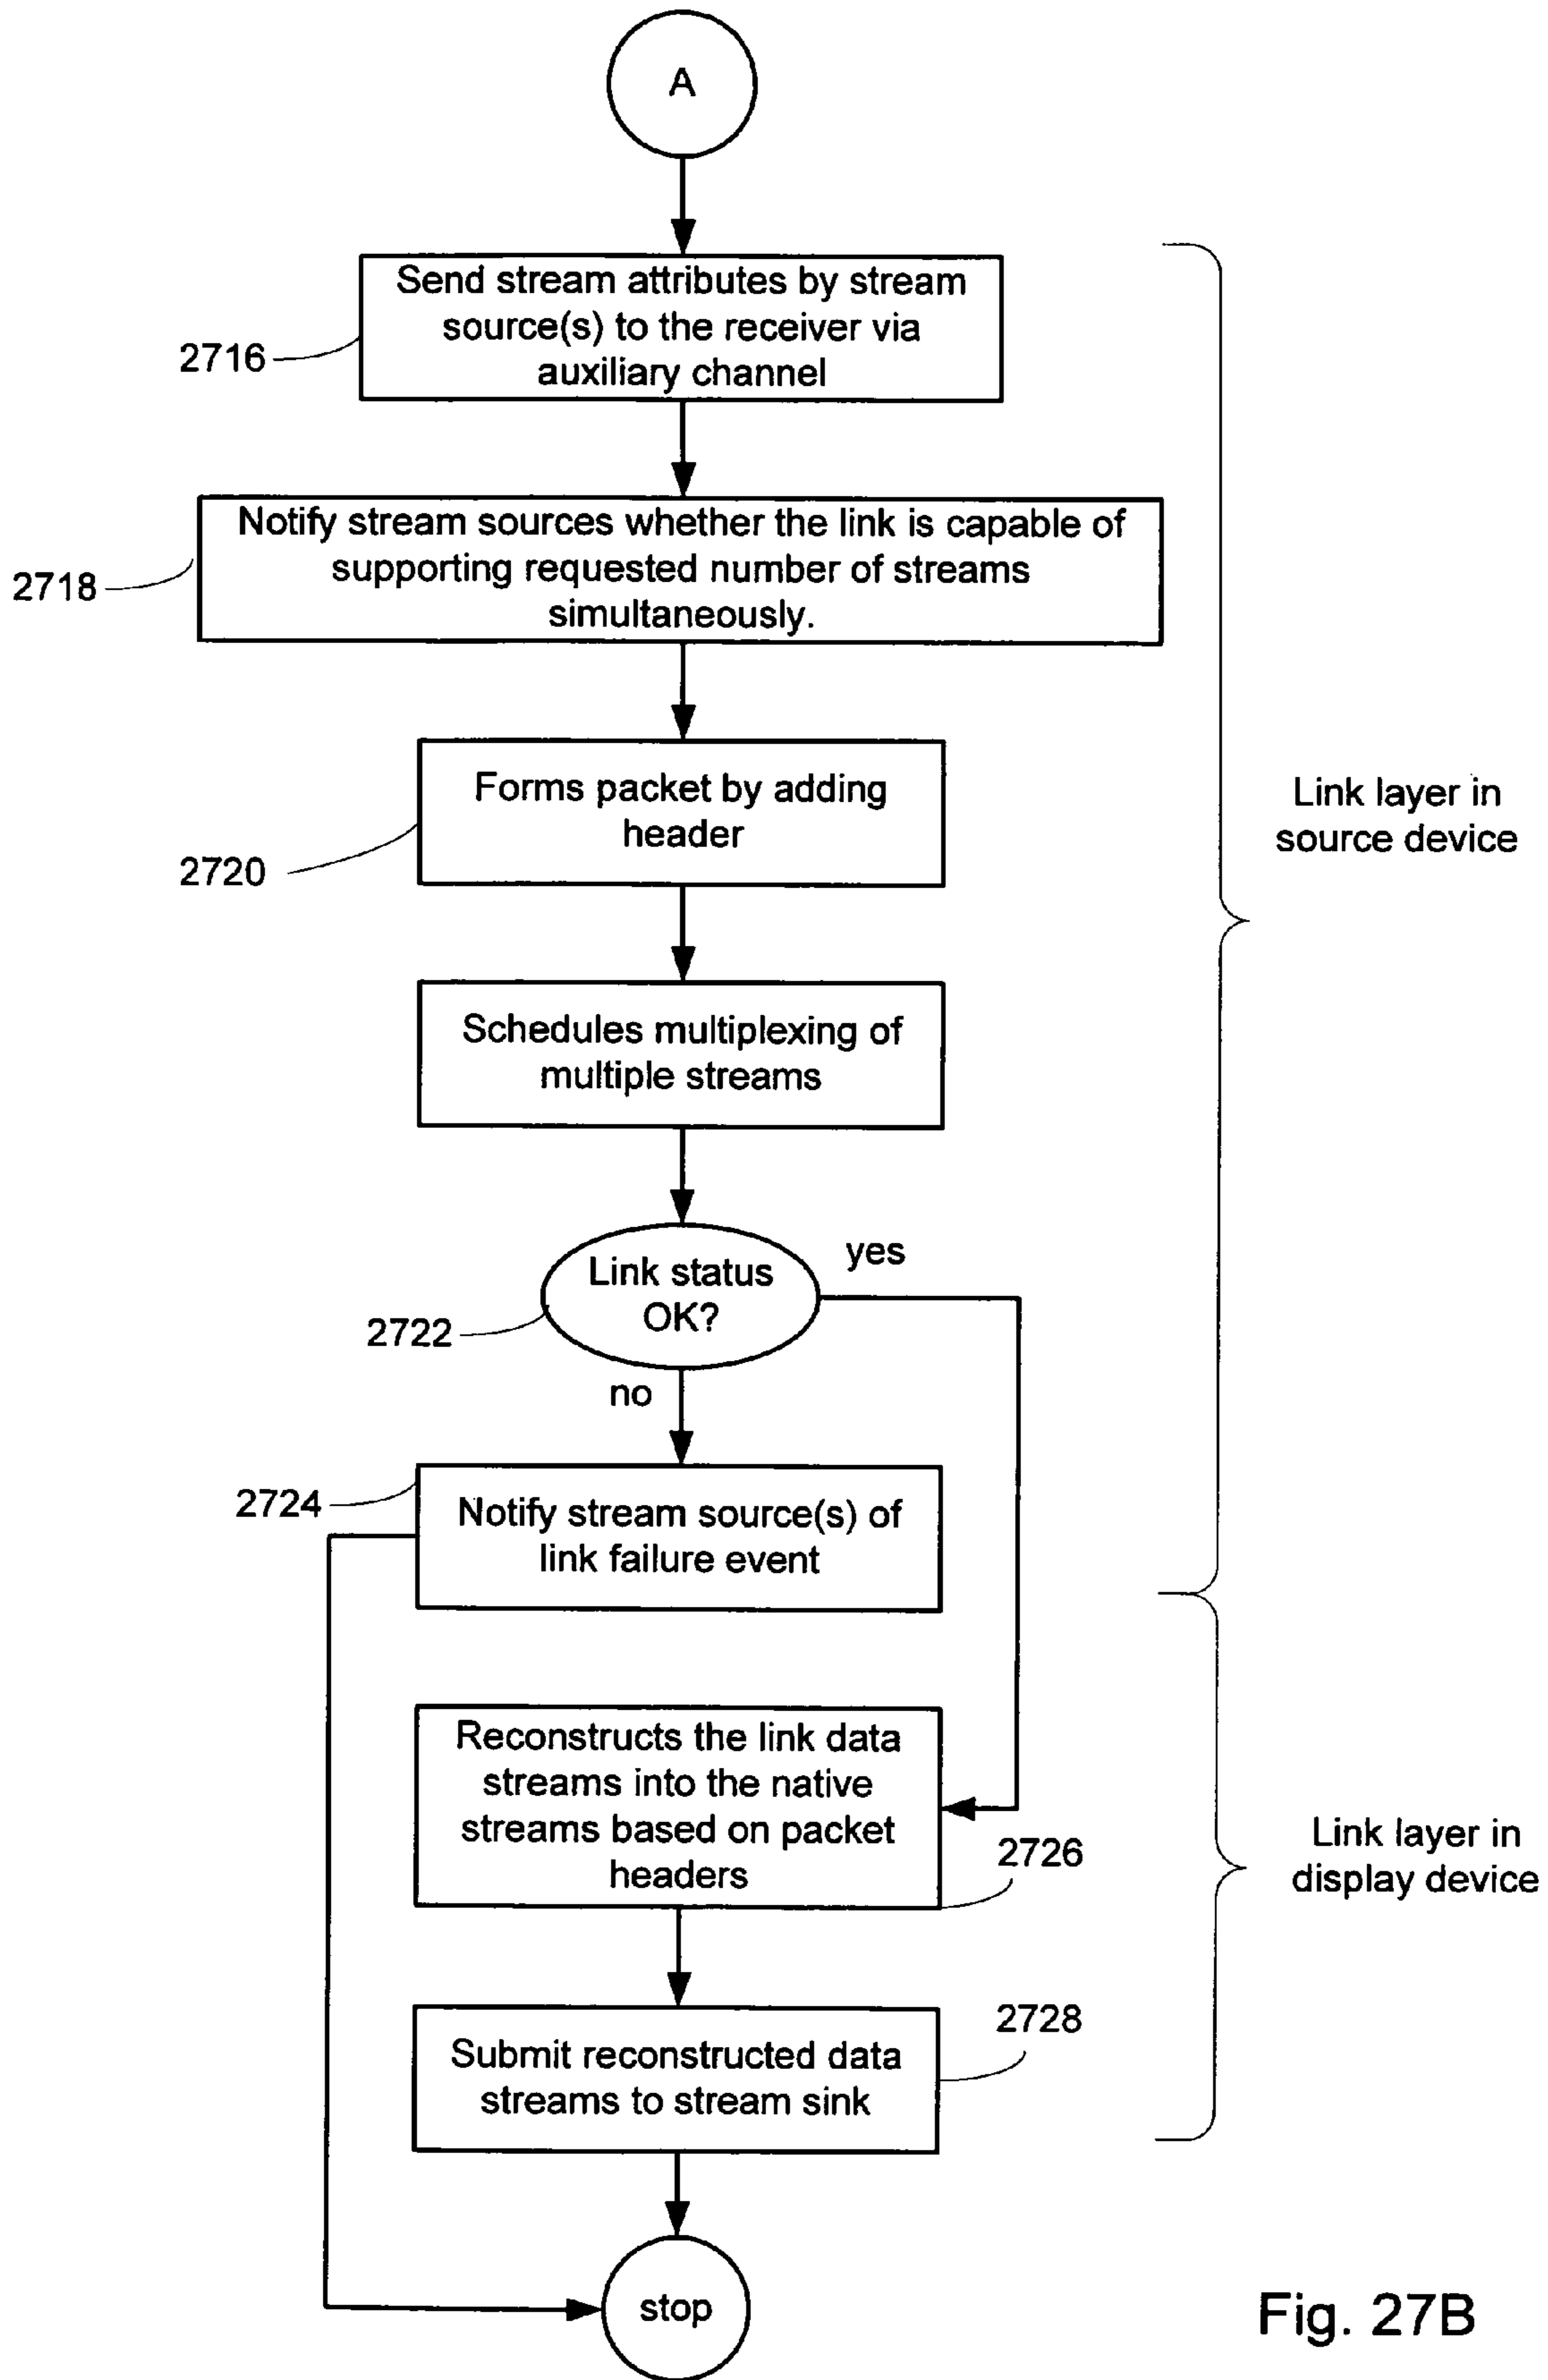 A
Send stream attributes by stream
source(s) to the receiver via
auxiliary channel
2716
Notify stream sources whether the link is capable of
supporting requested number of streams
simultaneously.
2718
Forms packet by adding
header
2720
Link layer in
source device
Schedules multiplexing of
multiple streams
Link status
OK?
yes
2722
no
2724
Notify stream source(s) of
link failure event
Reconstructs the link data
streams into the native
streams based on packet
headers
2726
Link layer in
display device
2728
Submit reconstructed data
streams to stream sink
stop
Fig. 27B